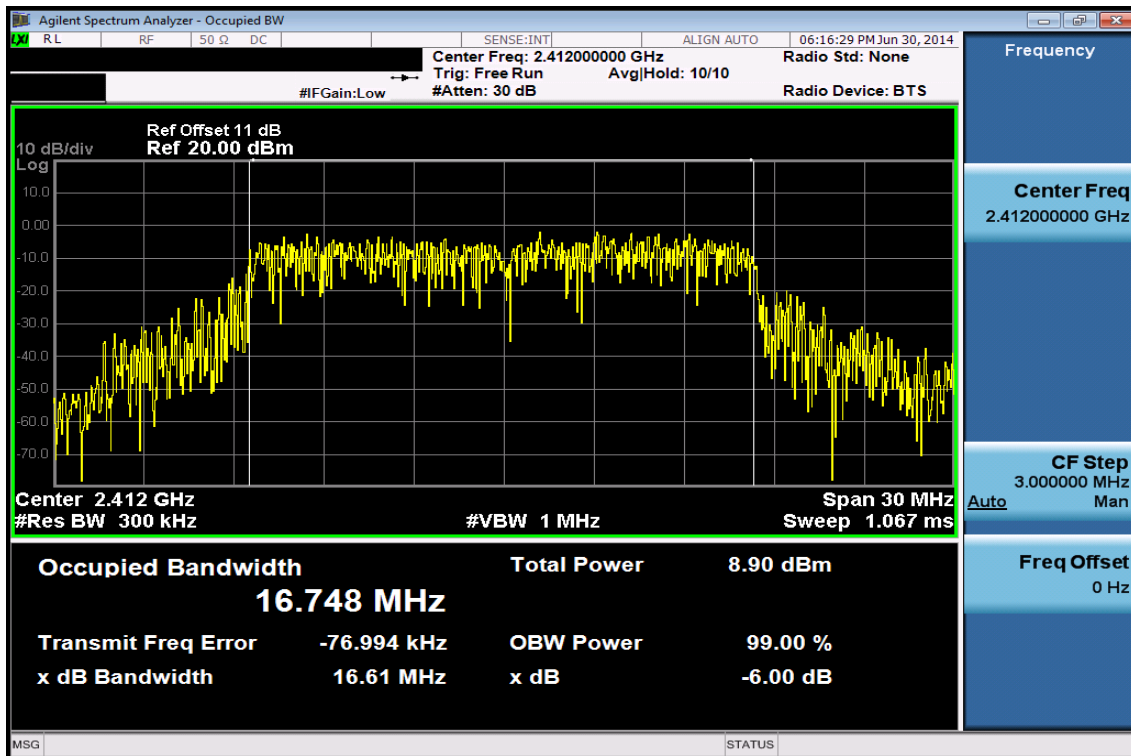 Agilent Spectrum Analyzer - Occupied BW
LXI RL RF 50 Ω DC SENSE:INT ALIGN AUTO 06:16:29 PM Jun 30, 2014
Center Freq: 2.412000000 GHz Radio Std: None
Trig: Free Run Avg|Hold: 10/10
#IFGain:Low #Atten: 30 dB Radio Device: BTS
Ref Offset 11 dB
10 dB/div Ref 20.00 dBm
Log
10.0
0.00
-10.0
-20.0
-30.0
-40.0
-50.0
-60.0
-70.0
Center 2.412 GHz Span 30 MHz
#Res BW 300 kHz #VBW 1 MHz Sweep 1.067 ms
Occupied Bandwidth Total Power 8.90 dBm
16.748 MHz
Transmit Freq Error -76.994 kHz OBW Power 99.00 %
x dB Bandwidth 16.61 MHz x dB -6.00 dB
MSG STATUS
Frequency
Center Freq
2.412000000 GHz
CF Step
3.000000 MHz
Auto Man
Freq Offset
0 Hz